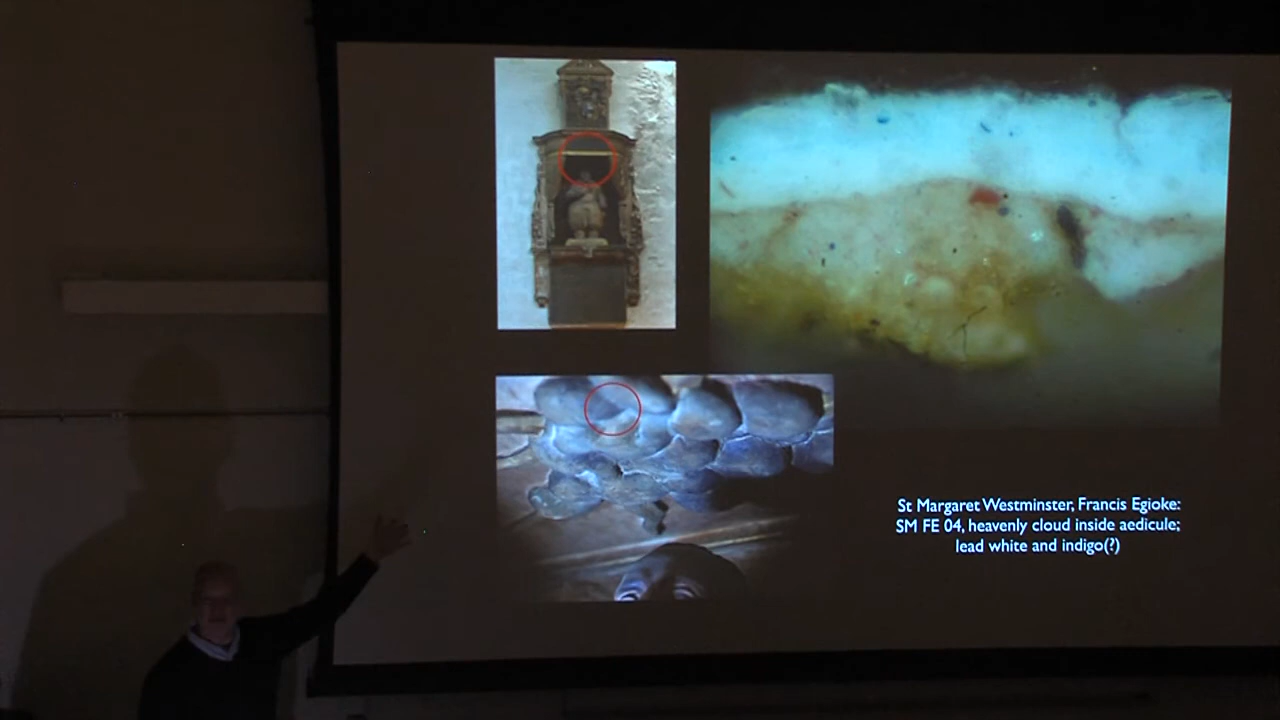 St Margaret Westminster, Francis Egioke:
SM FE 04, heavenly cloud inside aedicule;
lead white and indigo(?)